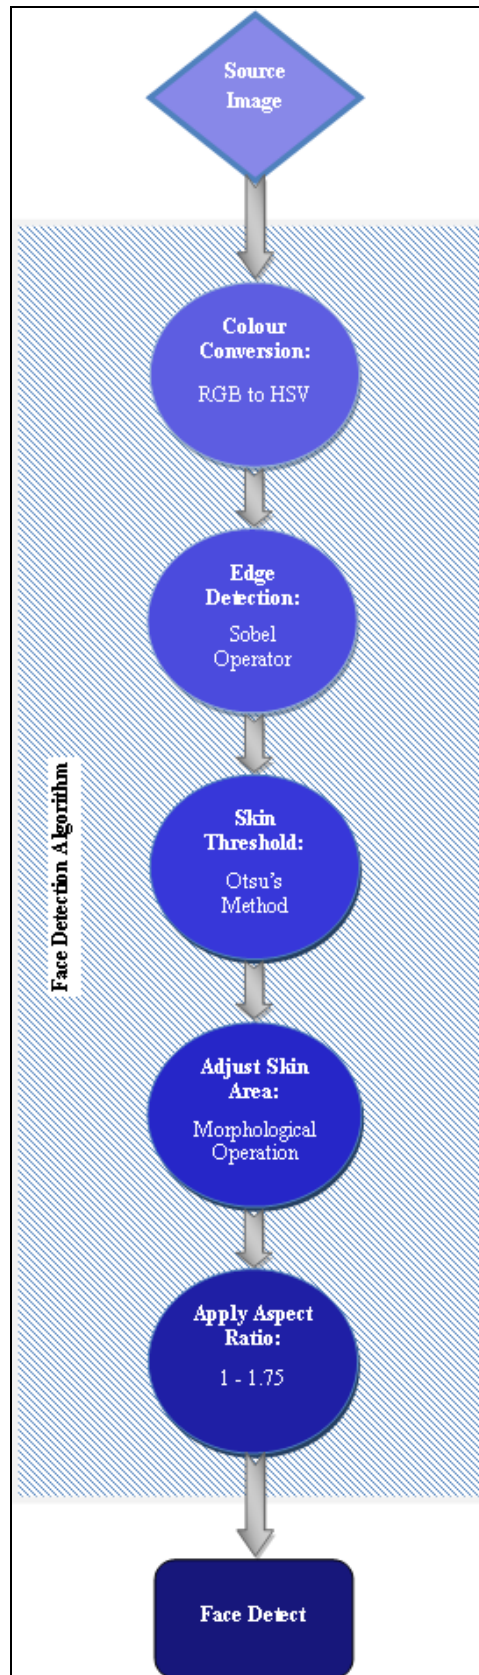 Source
Image
Colour
Conversion:
RGB to HSV
Edge
Detection:
Sobel
Operator
Skin
Threshold:
Otsu's
Method
Face Detection Algorithm
Adjust Skin
Area:
Morphological
Operation
Apply Aspect
Ratio:
1 - 1.75
Face Detect